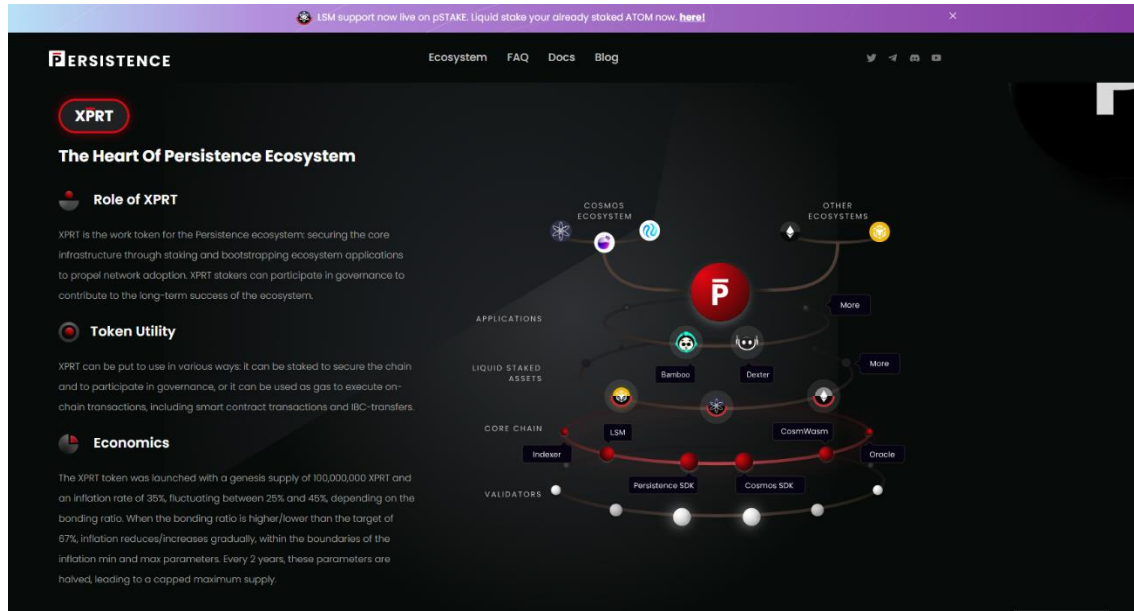 LSM support now live on pSTAKE. Liquid stake your already staked ATOM now. here!
PERSISTENCE
Ecosystem FAQ Docs Blog
XPRT
The Heart Of Persistence Ecosystem
Role of XPRT
XPRT is the work token for the Persistence ecosystem: securing the core
infrastructure through staking and bootstrapping ecosystem applications
to propel network adoption. XPRT stakers can participate in governance to
contribute to the long-term success of the ecosystem.
Token Utility
XPRT can be put to use in various ways: it can be staked to secure the chain
and to participate in governance, or it can be used as gas to execute on-
chain transactions, including smart contract transactions and IBC-transfers.
Economics
The XPRT token was launched with a genesis supply of 100,000,000 XPRT and
an inflation rate of 35%, fluctuating between 25% and 45%, depending on the
bonding ratio. When the bonding ratio is higher/lower than the target of
67%, inflation reduces/increases gradually, within the boundaries of the
inflation min and max parameters. Every 2 years, these parameters are
halved, leading to a capped maximum supply.
COSMOS
ECOSYSTEM
OTHER
ECOSYSTEMS
P
More
APPLICATIONS
Bamboo
Dexter
More
LIQUID STAKED
ASSETS
CORE CHAIN
LSM
CosmWasm
Indexer
Oracle
Persistence SDK
Cosmos SDK
VALIDATORS